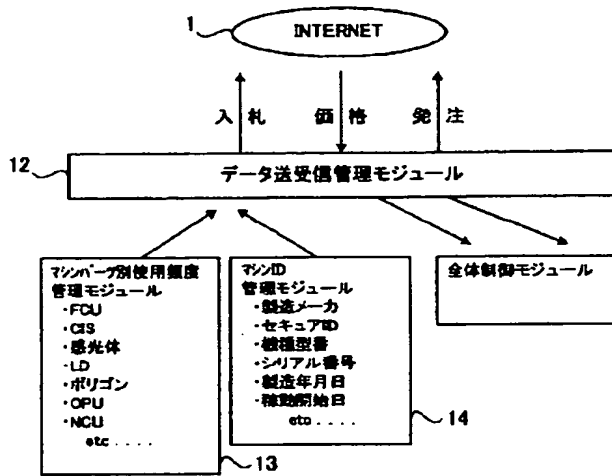 1
INTERNET
入札
価格
発注
12
データ送受信管理モジュール
マシンパーツ別使用頻度
管理モジュール
・FCU
・CIS
・感光体
・LD
・ポリゴン
・OPU
・NCU
etc . . . .
13
マシンID
管理モジュール
・製造メーカ
・セキュアID
・機種型番
・シリアル番号
・製造年月日
・稼動開始日
etc . . . .
14
全体制御モジュール